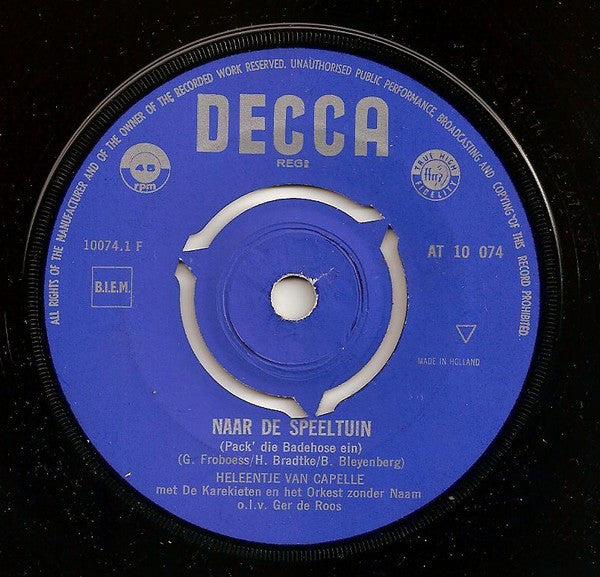 ALL RIGHTS OF THE MANUFACTURER AND OF THE OWNER OF THE RECORDED WORK RESERVED. UNAUTHORISED PUBLIC PERFORMANCE, BROADCASTING AND COPYING OF THIS RECORD PROHIBITED.
DECCA
REGD
45
rpm
TRUE HIGH
ffrr
FIDELITY
10074.1 F
AT 10 074
B.I.E.M.
MADE IN HOLLAND
NAAR DE SPEELTUIN
(Pack' die Badehose ein)
(G. Froboess/H. Bradtke/B. Bleyenberg)
HELEENTJE VAN CAPELLE
met De Karekieten en het Orkest zonder Naam
o.l.v. Ger de Roos